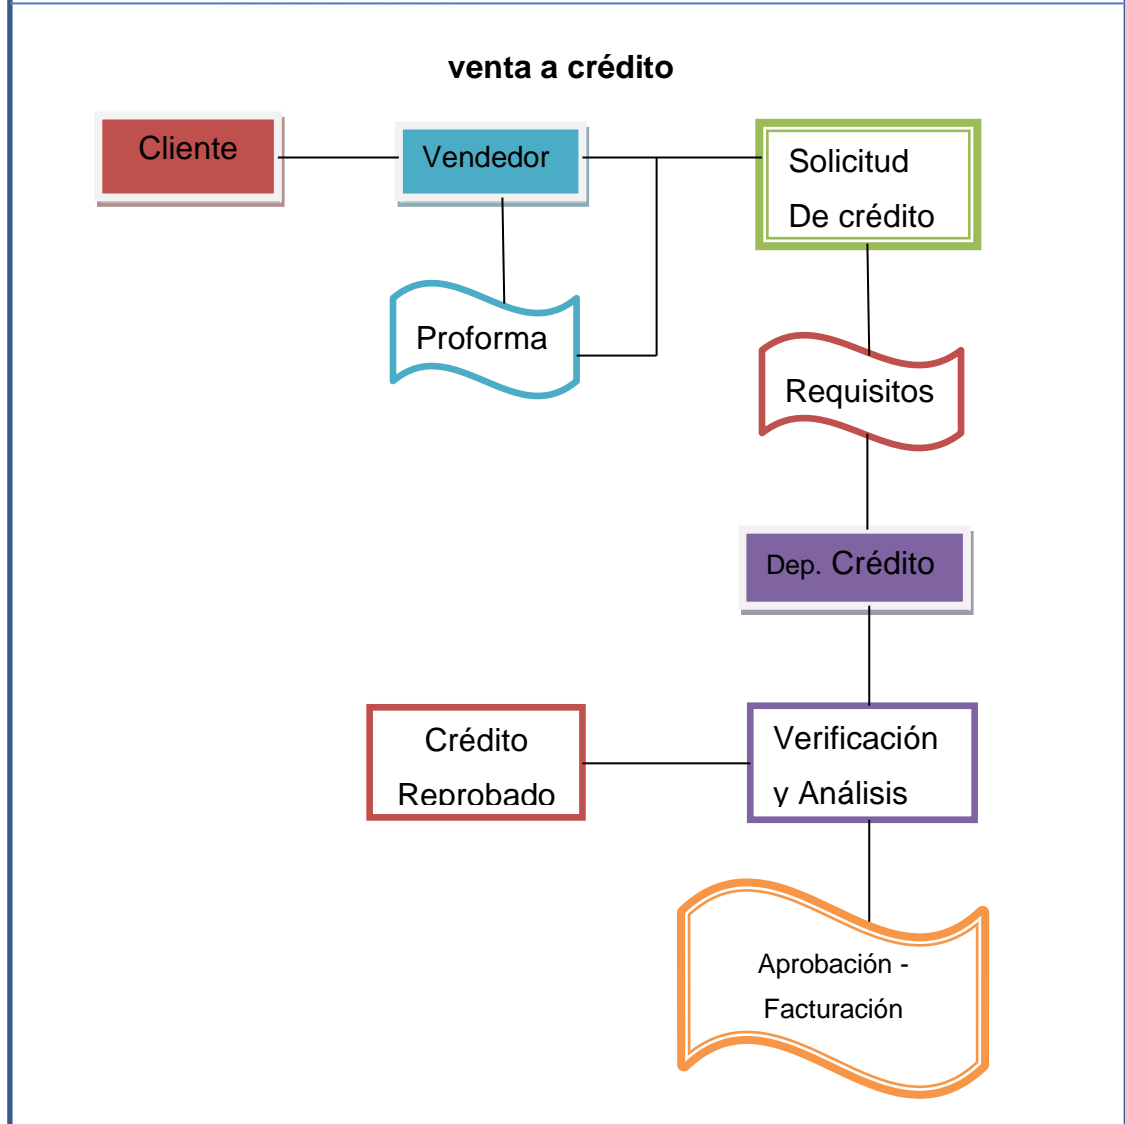 venta a crédito
Cliente
Vendedor
Solicitud
De crédito
Proforma
Requisitos
Dep. Crédito
Crédito
Reprobado
Verificación
y Análisis
Aprobación -
Facturación